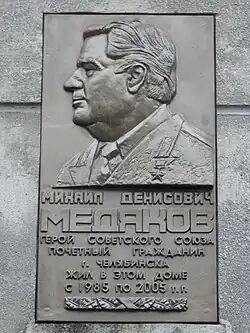 МИХАИЛ ДЕНИСОВИЧ
МЕДЯКОВ
ГЕРОЙ СОВЕТСКОГО СОЮЗА
ПОЧЕТНЫЙ ГРАЖДАНИН
г. ЧЕЛЯБИНСКА
ЖИЛ В ЭТОМ ДОМЕ
С 1985 ПО 2005 Г.Г.